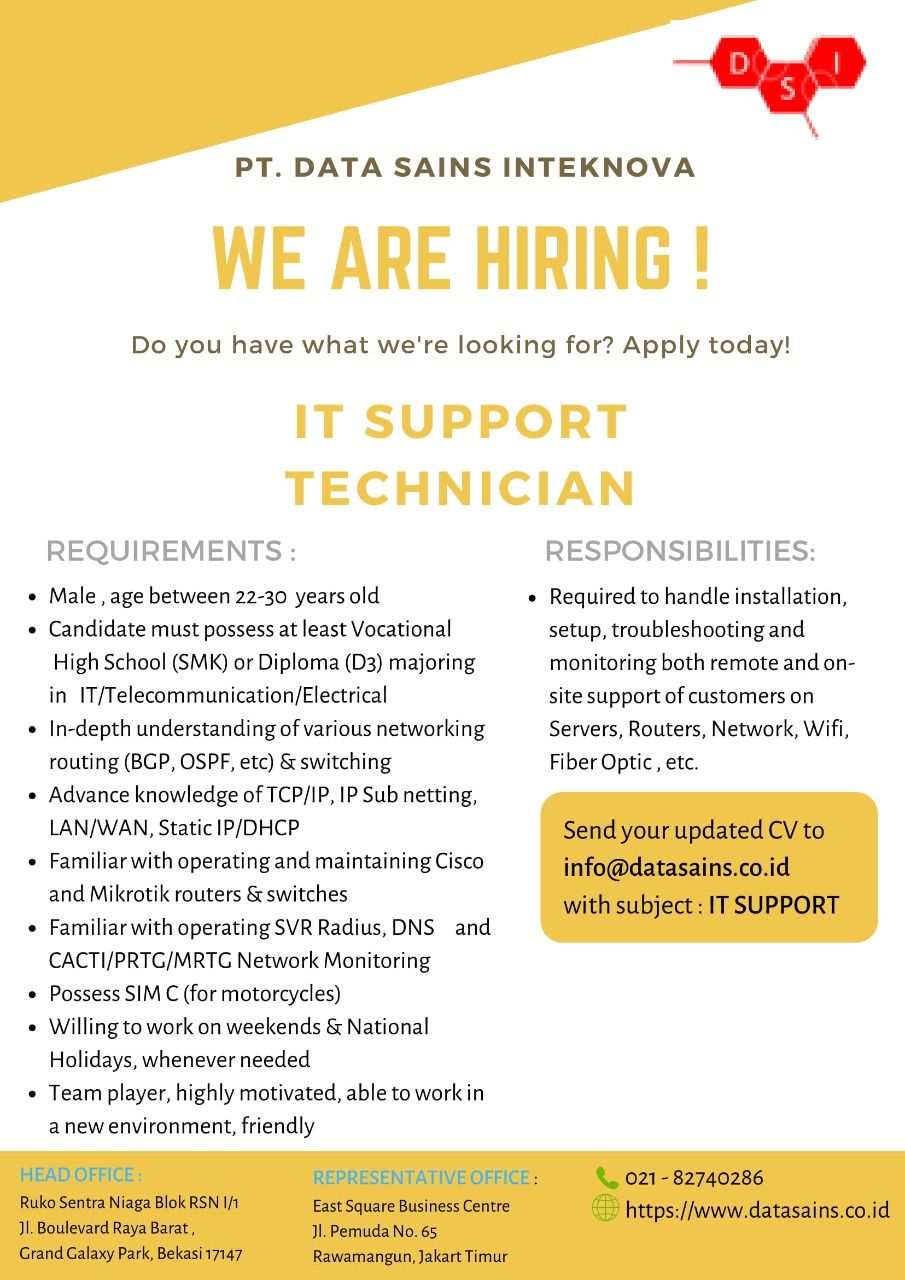 D S I
PT. DATA SAINS INTEKNOVA
WE ARE HIRING !
Do you have what we're looking for? Apply today!
IT SUPPORT
TECHNICIAN
REQUIREMENTS :
• Male , age between 22-30 years old
• Candidate must possess at least Vocational
High School (SMK) or Diploma (D3) majoring
in IT/Telecommunication/Electrical
• In-depth understanding of various networking
routing (BGP, OSPF, etc) & switching
• Advance knowledge of TCP/IP, IP Sub netting,
LAN/WAN, Static IP/DHCP
• Familiar with operating and maintaining Cisco
and Mikrotik routers & switches
• Familiar with operating SVR Radius, DNS and
CACTI/PRTG/MRTG Network Monitoring
• Possess SIM C (for motorcycles)
• Willing to work on weekends & National
Holidays, whenever needed
• Team player, highly motivated, able to work in
a new environment, friendly
RESPONSIBILITIES:
• Required to handle installation,
setup, troubleshooting and
monitoring both remote and on-
site support of customers on
Servers, Routers, Network, Wifi,
Fiber Optic , etc.
Send your updated CV to
info@datasains.co.id
with subject : IT SUPPORT
HEAD OFFICE :
Ruko Sentra Niaga Blok RSN I/1
Jl. Boulevard Raya Barat ,
Grand Galaxy Park, Bekasi 17147
REPRESENTATIVE OFFICE :
East Square Business Centre
Jl. Pemuda No. 65
Rawamangun, Jakart Timur
021 - 82740286
https://www.datasains.co.id